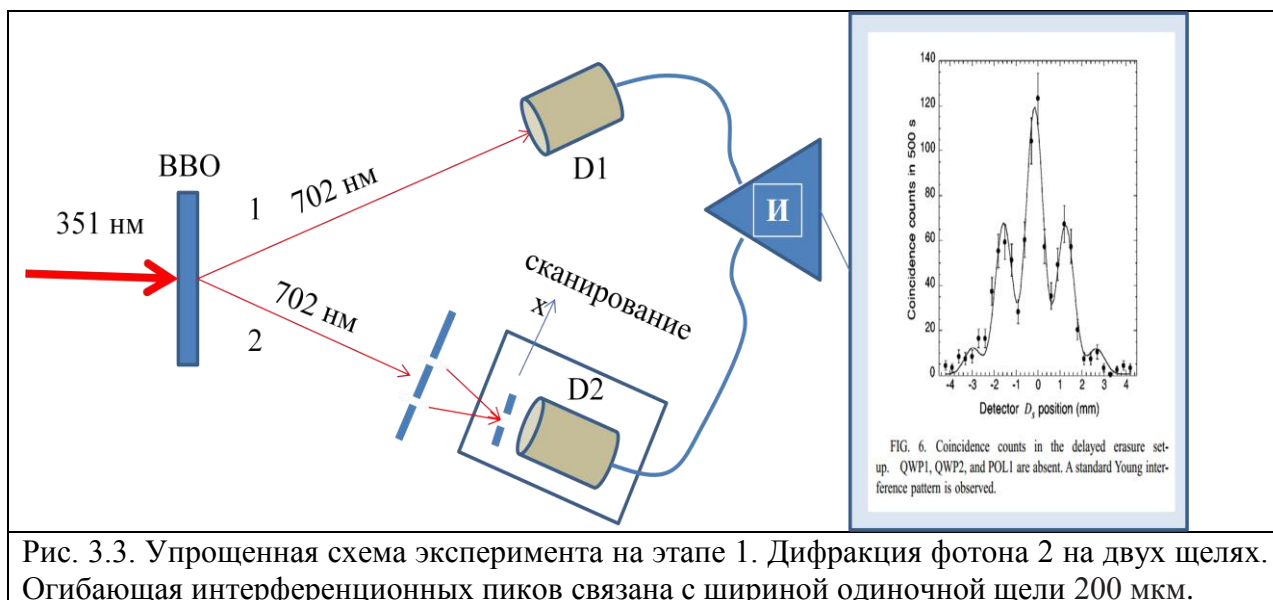 BBO
351 нм
1
702 нм
702 нм
2
D1
И
сканирование
x
D2
140
120
100
80
60
40
20
0
Coincidence counts in 500 s
-4 -3 -2 -1 0 1 2 3 4
Detector Ds position (mm)
FIG. 6. Coincidence counts in the delayed erasure set-
up. QWP1, QWP2, and POL1 are absent. A standard Young inter-
ference pattern is observed.
Рис. 3.3. Упрощенная схема эксперимента на этапе 1. Дифракция фотона 2 на двух щелях.
Огибающая интерференционных пиков связана с шириной одиночной щели 200 мкм.